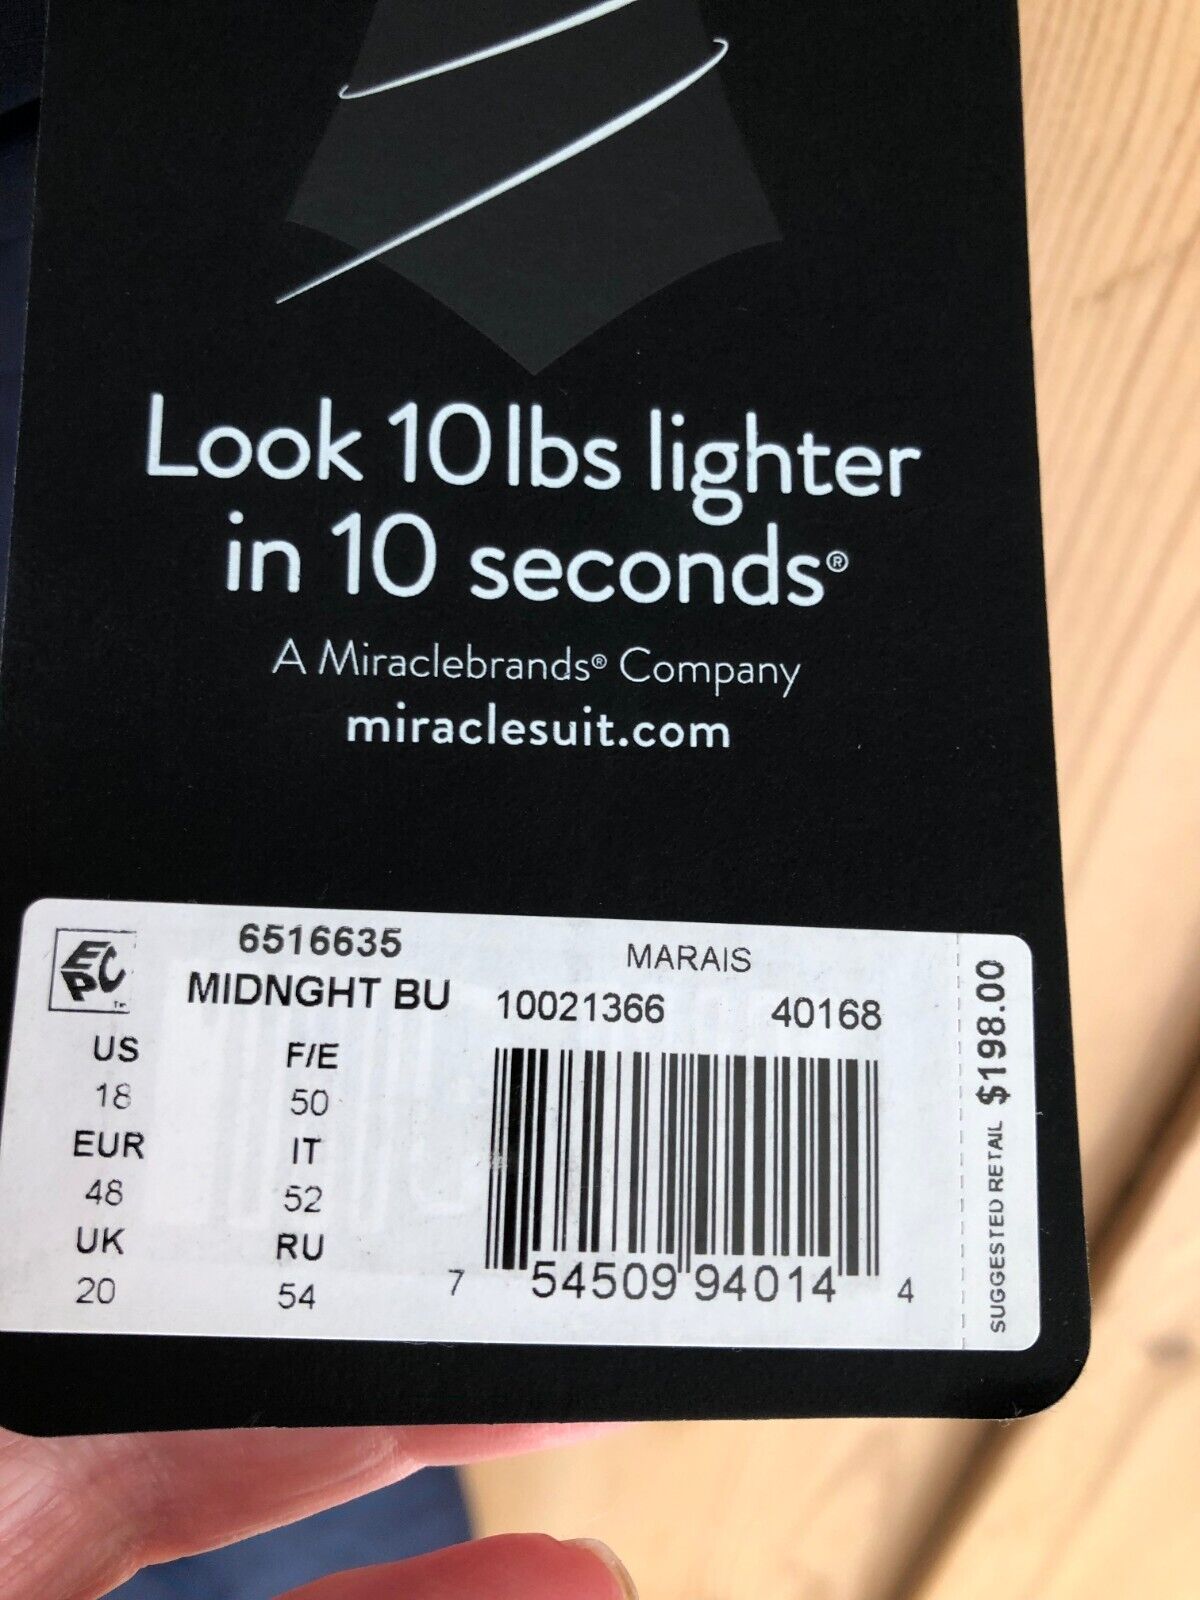 Look 10 lbs lighter
in 10 seconds®
A Miraclebrands® Company
miraclesuit.com
EPC™
6516635
MIDNGHT BU
MARAIS
10021366 40168
US F/E
18 50
EUR IT
48 52
UK RU
20 54
7 54509 94014 4
SUGGESTED RETAIL $198.00